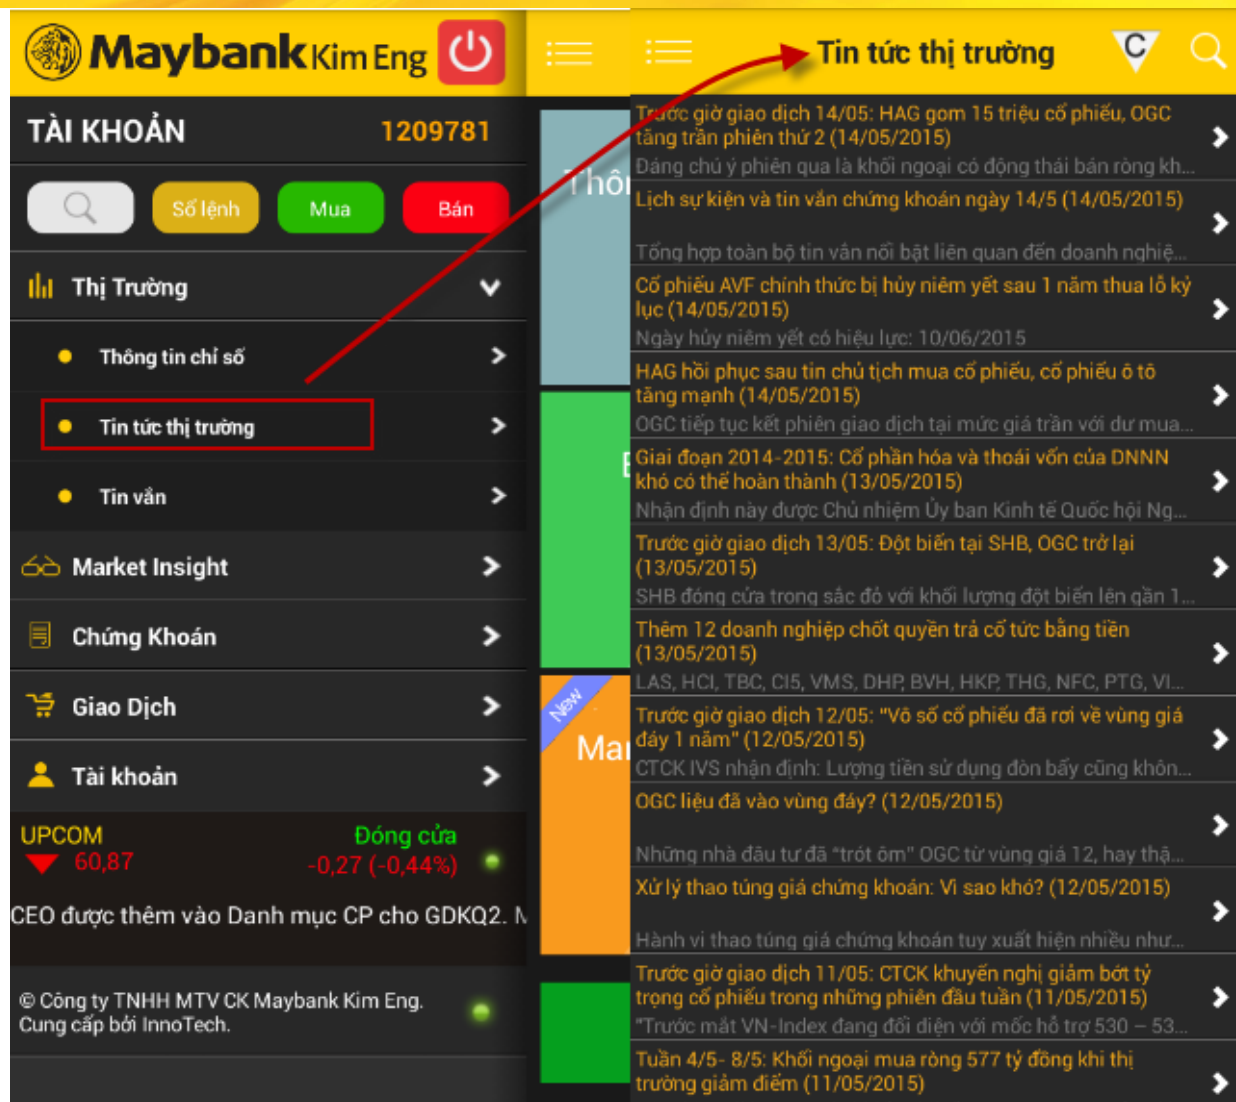 Maybank Kim Eng
TÀI KHOẢN 1209781
Sổ lệnh Mua Bán
Thị Trường
Thông tin chỉ số
Tin tức thị trường
Tin vắn
Market Insight
Chứng Khoán
Giao Dịch
Tài khoản
UPCOM Đóng cửa
60,87 -0,27 (-0,44%)
CEO được thêm vào Danh mục CP cho GDKQ2. M
© Công ty TNHH MTV CK Maybank Kim Eng.
Cung cấp bởi InnoTech.
New
Tin tức thị trường C
Trước giờ giao dịch 14/05: HAG gom 15 triệu cổ phiếu, OGC
tăng trần phiên thứ 2 (14/05/2015)
Đáng chú ý phiên qua là khối ngoại có động thái bán ròng kh...
Lịch sự kiện và tin vắn chứng khoán ngày 14/5 (14/05/2015)
Tổng hợp toàn bộ tin vắn nổi bật liên quan đến doanh nghiệ...
Cổ phiếu AVF chính thức bị hủy niêm yết sau 1 năm thua lỗ kỷ
lục (14/05/2015)
Ngày hủy niêm yết có hiệu lực: 10/06/2015
HAG hồi phục sau tin chủ tịch mua cổ phiếu, cổ phiếu ô tô
tăng mạnh (14/05/2015)
OGC tiếp tục kết phiên giao dịch tại mức giá trần với dư mua...
Giai đoạn 2014-2015: Cổ phần hóa và thoái vốn của DNNN
khó có thể hoàn thành (13/05/2015)
Nhận định này được Chủ nhiệm Ủy ban Kinh tế Quốc hội Ng...
Trước giờ giao dịch 13/05: Đột biến tại SHB, OGC trở lại
(13/05/2015)
SHB đóng cửa trong sắc đỏ với khối lượng đột biến lên gần 1...
Thêm 12 doanh nghiệp chốt quyền trả cổ tức bằng tiền
(13/05/2015)
LAS, HCI, TBC, CI5, VMS, DHP, BVH, HKP, THG, NFC, PTG, VI...
Trước giờ giao dịch 12/05: "Vô số cổ phiếu đã rơi về vùng giá
đáy 1 năm" (12/05/2015)
CTCK IVS nhận định: Lượng tiền sử dụng đòn bẩy cũng khôn...
OGC liệu đã vào vùng đáy? (12/05/2015)
Những nhà đầu tư đã "trót ôm" OGC từ vùng giá 12, hay thậ...
Xử lý thao túng giá chứng khoán: Vì sao khó? (12/05/2015)
Hành vi thao túng giá chứng khoán tuy xuất hiện nhiều như...
Trước giờ giao dịch 11/05: CTCK khuyến nghị giảm bớt tỷ
trọng cổ phiếu trong những phiên đầu tuần (11/05/2015)
"Trước mắt VN-Index đang đối diện với mốc hỗ trợ 530 – 53...
Tuần 4/5- 8/5: Khối ngoại mua ròng 577 tỷ đồng khi thị
trường giảm điểm (11/05/2015)